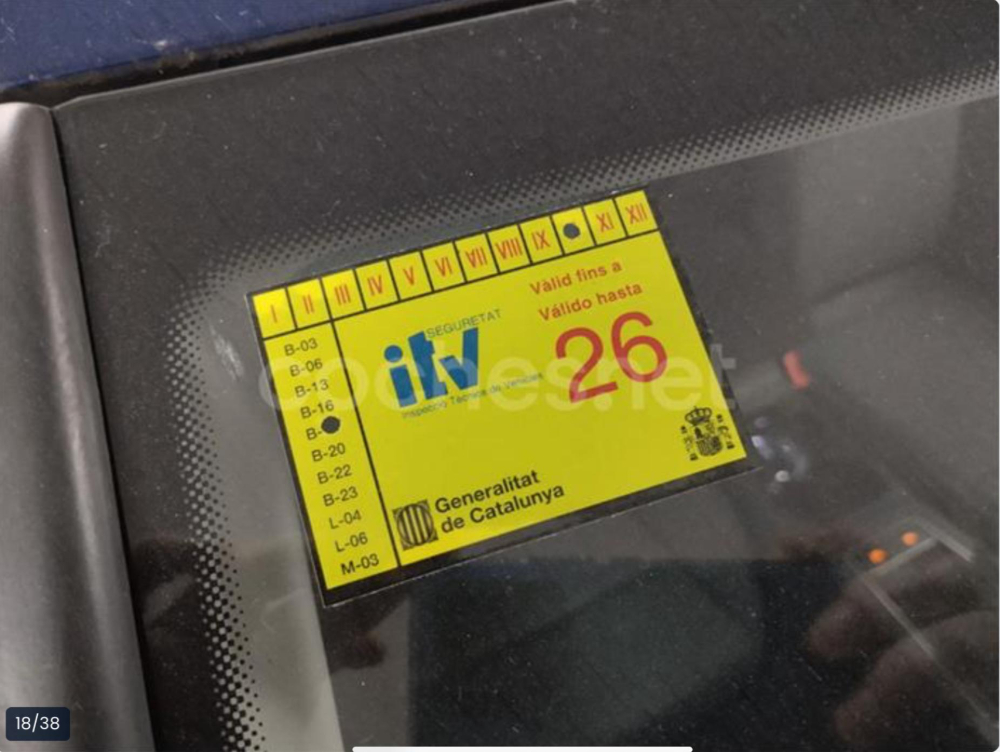 I II III IV V VI VII VIII IX XI XII
Vàlid fins a
Válido hasta
26
SEGURETAT
itv
Inspecció Tècnica de Vehicles
B-03
B-06
B-13
B-16
B-
B-20
B-22
B-23
L-04
L-06
M-03
Generalitat
de Catalunya
coches.net
18/38